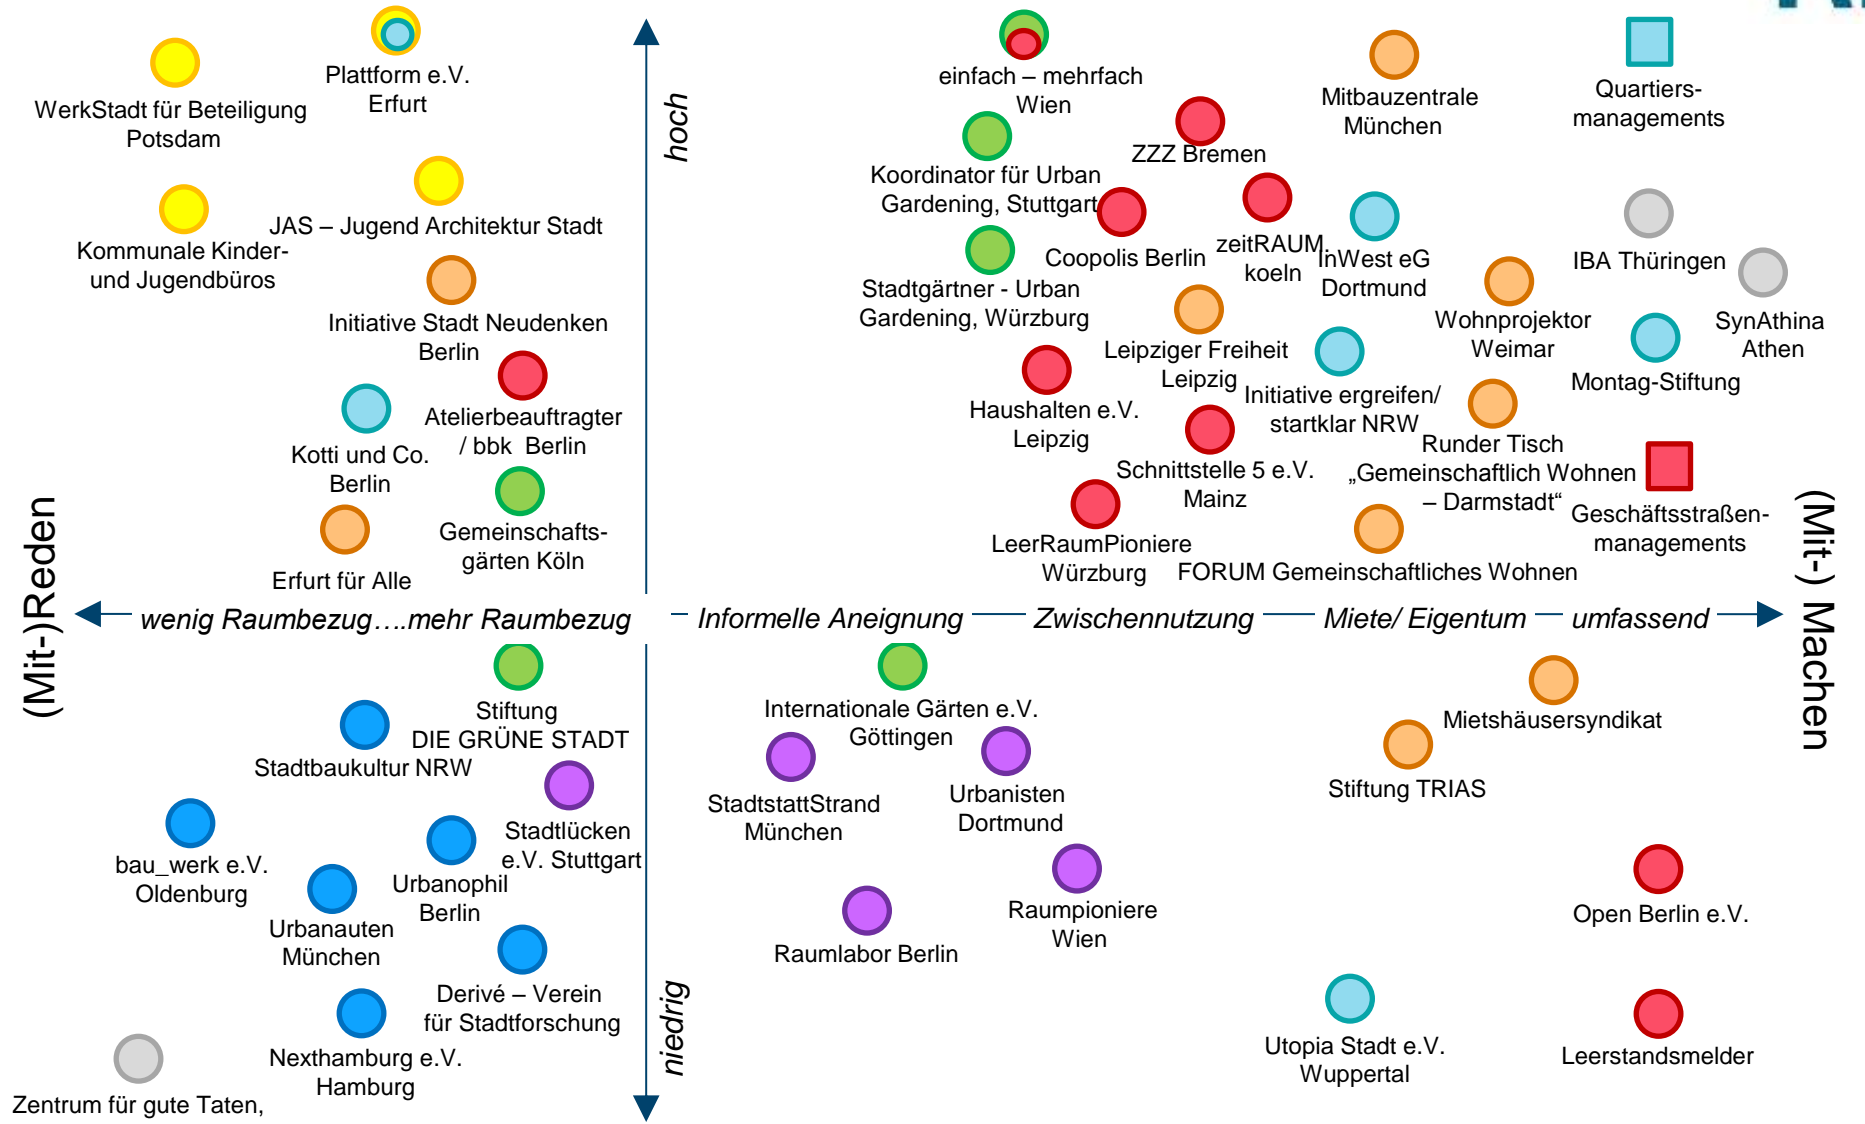 WerkStadt für Beteiligung
Potsdam
Plattform e.V.
Erfurt
Kommunale Kinder-
und Jugendbüros
JAS – Jugend Architektur Stadt
Initiative Stadt Neudenken
Berlin
Atelierbeauftragter
/ bbk Berlin
Kotti und Co.
Berlin
Gemeinschafts-
gärten Köln
Erfurt für Alle
hoch
einfach – mehrfach
Wien
Mitbauzentrale
München
Quartiers-
managements
ZZZ Bremen
Koordinator für Urban
Gardening, Stuttgart
Coopolis Berlin
zeitRAUM.
koeln
InWest eG
Dortmund
IBA Thüringen
Stadtgärtner - Urban
Gardening, Würzburg
Wohnprojektor
Weimar
SynAthina
Athen
Leipziger Freiheit
Leipzig
Montag-Stiftung
Initiative ergreifen/
startklar NRW
Haushalten e.V.
Leipzig
Runder Tisch
„Gemeinschaftlich Wohnen
– Darmstadt“
Schnittstelle 5 e.V.
Mainz
Geschäftsstraßen-
managements
LeerRaumPioniere
Würzburg
FORUM Gemeinschaftliches Wohnen
(Mit-)Reden
wenig Raumbezug….mehr Raumbezug
Informelle Aneignung
Zwischennutzung
Miete/ Eigentum
umfassend
(Mit-) Machen
Stiftung
DIE GRÜNE STADT
Stadtbaukultur NRW
Stadtlücken
e.V. Stuttgart
bau_werk e.V.
Oldenburg
Urbanophil
Berlin
Urbanauten
München
Derivé – Verein
für Stadtforschung
Nexthamburg e.V.
Hamburg
Zentrum für gute Taten,
niedrig
Internationale Gärten e.V.
Göttingen
StadtstattStrand
München
Urbanisten
Dortmund
Raumpioniere
Wien
Raumlabor Berlin
Mietshäusersyndikat
Stiftung TRIAS
Open Berlin e.V.
Utopia Stadt e.V.
Wuppertal
Leerstandsmelder